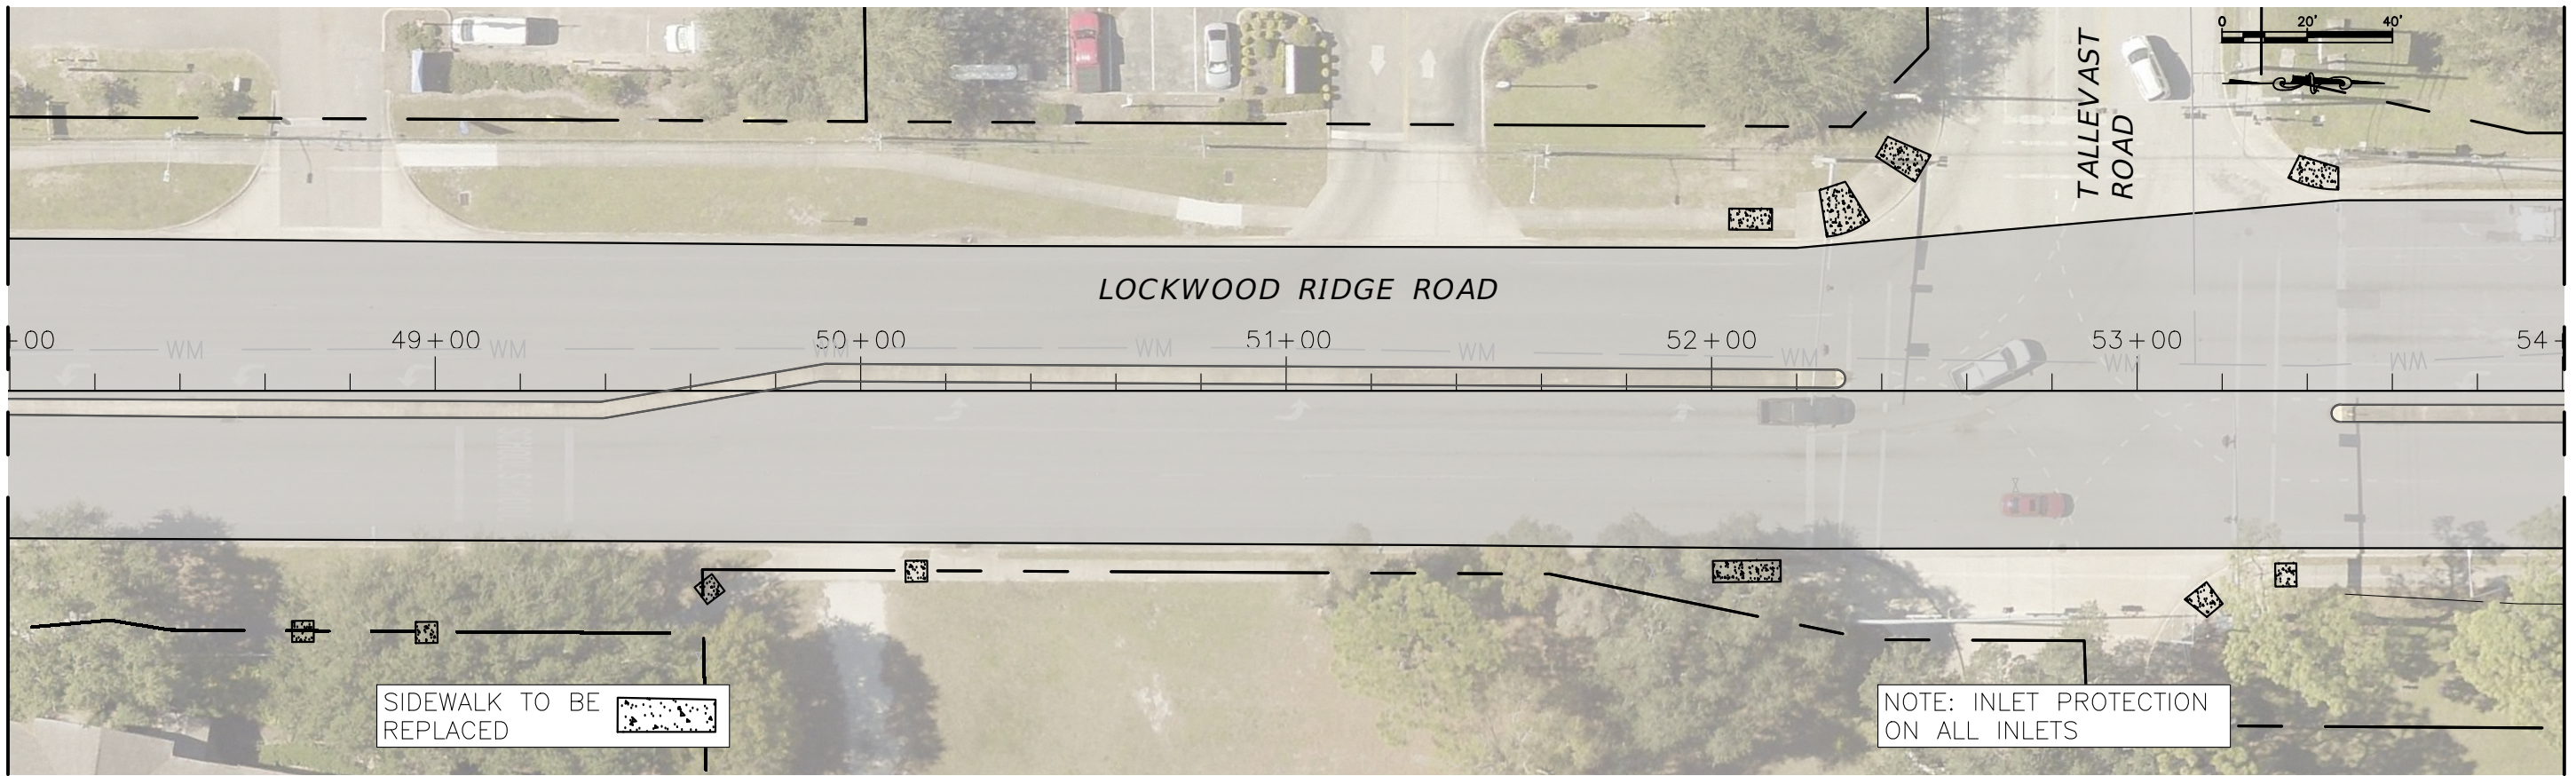 0 20' 40'
TALLEVAST
ROAD
LOCKWOOD RIDGE ROAD
+00 49+00 50+00 51+00 52+00 53+00 54
WM WM WM WM WM WM WM WM
SIDEWALK TO BE
REPLACED
NOTE: INLET PROTECTION
ON ALL INLETS